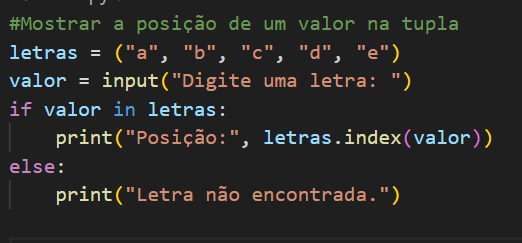 #Mostrar a posição de um valor na tupla
letras = ("a", "b", "c", "d", "e")
valor = input("Digite uma letra: ")
if valor in letras:
    print("Posição:", letras.index(valor))
else:
    print("Letra não encontrada.")